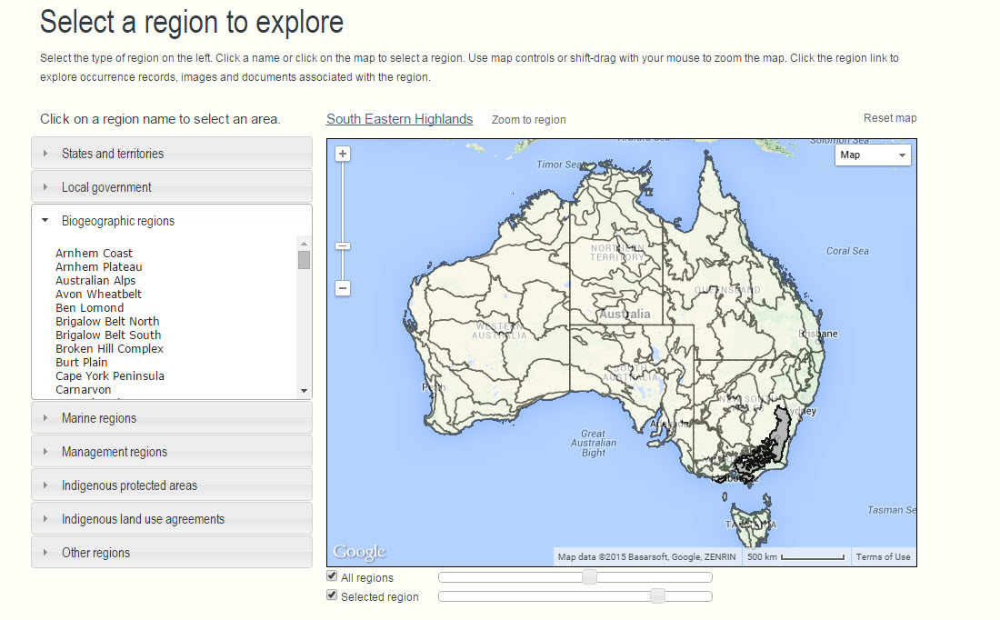 Select a region to explore
Select the type of region on the left. Click a name or click on the map to select a region. Use map controls or shift-drag with your mouse to zoom the map. Click the region link to
explore occurrence records, images and documents associated with the region.
Click on a region name to select an area.
South Eastern Highlands
Zoom to region
Reset map
States and territories
Local government
Biogeographic regions
Arnhem Coast
Arnhem Plateau
Australian Alps
Avon Wheatbelt
Ben Lomond
Brigalow Belt North
Brigalow Belt South
Broken Hill Complex
Burt Plain
Cape York Peninsula
Carnarvon
Marine regions
Management regions
Indigenous protected areas
Indigenous land use agreements
Other regions
Arafura Sea
Solomon Sea
Map
Timor Sea
Coral Sea
NORTHERN
TERRITORY
QUEENSLAND
Australia
WESTERN
AUSTRALIA
Brisbane
SOUTH
AUSTRALIA
Perth
NEW SOUTH
WALES
Sydney
Adelaide
Great
Australian
Bight
Melbourne
Tasman Se
TASMANIA
Google
Map data ©2015 Basarsoft, Google, ZENRIN
500 km
Terms of Use
All regions
Selected region